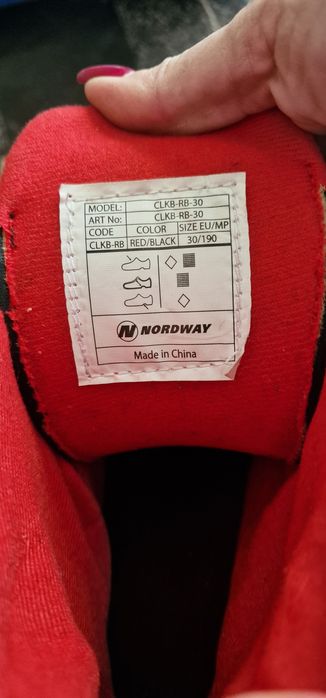 MODEL: CLKB-RB-30
ART No: CLKB-RB-30
CODE COLOR SIZE EU/MP
CLKB-RB RED/BLACK 30/190
N NORDWAY
Made in China